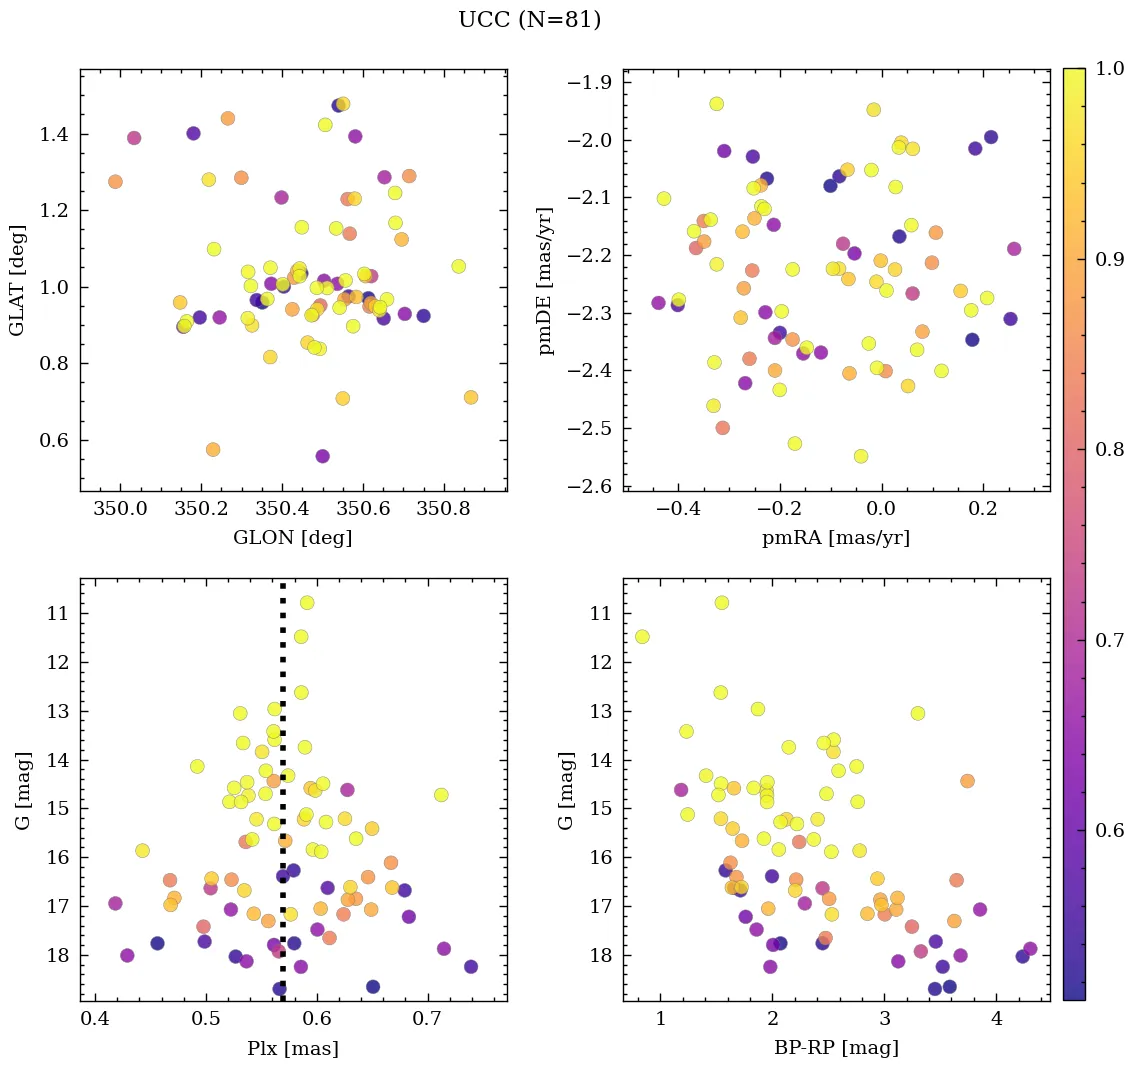 UCC (N=81)
1.4
1.2
1.0
0.8
0.6
GLAT [deg]
350.0 350.2 350.4 350.6 350.8
GLON [deg]
−1.9
−2.0
−2.1
−2.2
−2.3
−2.4
−2.5
−2.6
pmDE [mas/yr]
−0.4 −0.2 0.0 0.2
pmRA [mas/yr]
11
12
13
14
15
16
17
18
G [mag]
0.4 0.5 0.6 0.7
Plx [mas]
11
12
13
14
15
16
17
18
G [mag]
1 2 3 4
BP-RP [mag]
1.0
0.9
0.8
0.7
0.6